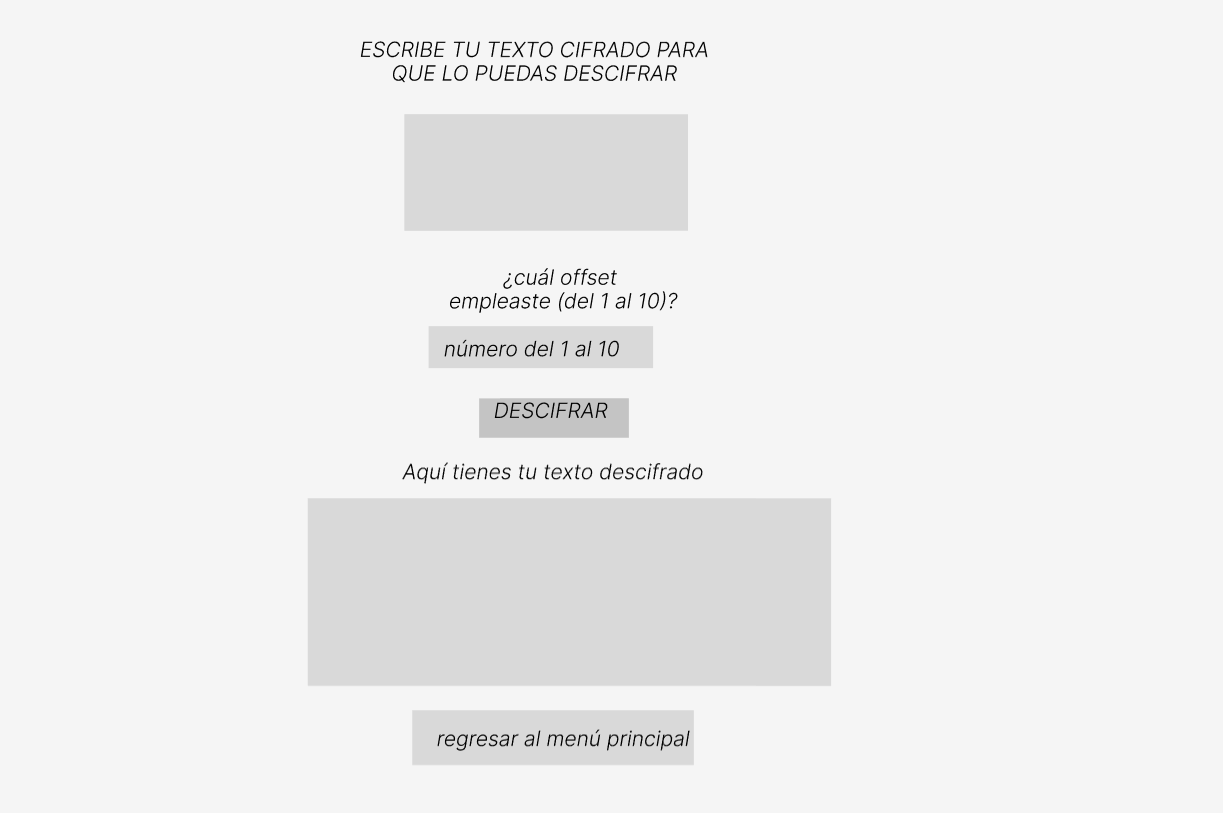 ESCRIBE TU TEXTO CIFRADO PARA
QUE LO PUEDAS DESCIFRAR
¿cuál offset
empleaste (del 1 al 10)?
número del 1 al 10
DESCIFRAR
Aquí tienes tu texto descifrado
regresar al menú principal